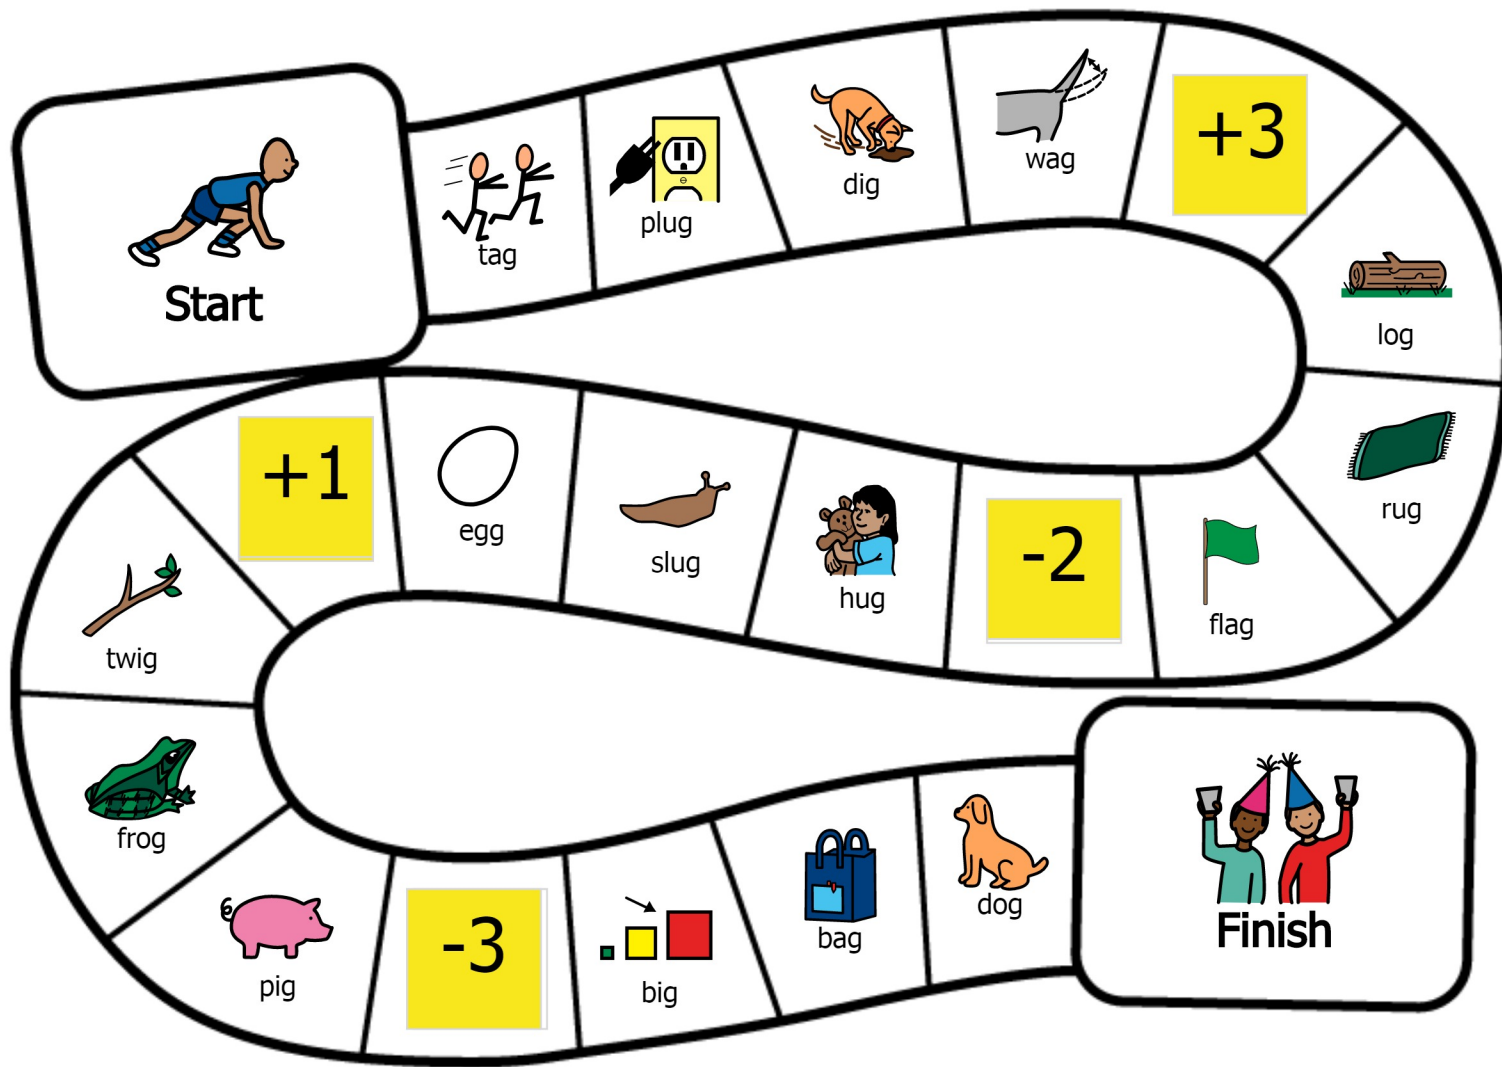 Start
tag
plug
dig
wag
+3
log
rug
flag
-2
hug
slug
egg
+1
twig
frog
pig
-3
big
bag
dog
Finish